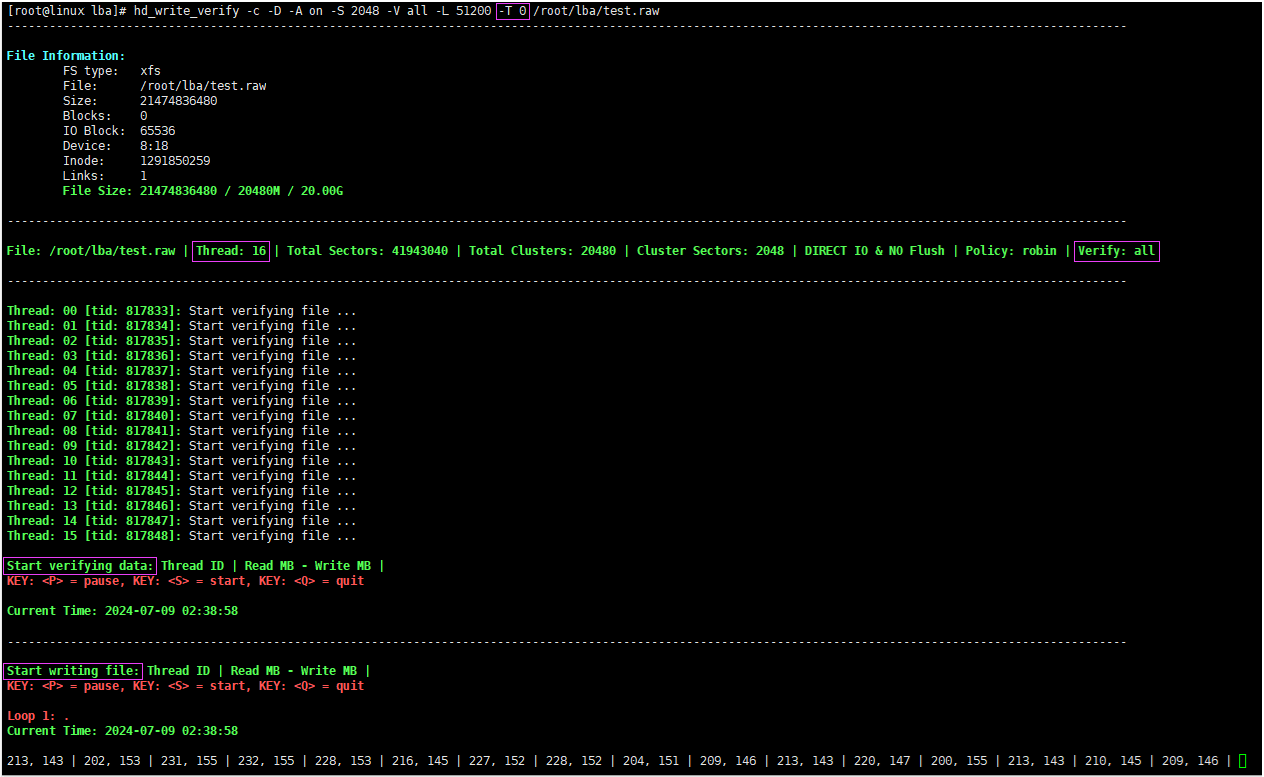 [root@linux lba]# hd_write_verify -c -D -A on -S 2048 -V all -L 51200 -T 0 /root/lba/test.raw
----------------------------------------------------------------------------------------------------------------------------------------------------------------
File Information:
FS type: xfs
File: /root/lba/test.raw
Size: 21474836480
Blocks: 0
IO Block: 65536
Device: 8:18
Inode: 1291850259
Links: 1
File Size: 21474836480 / 20480M / 20.00G
----------------------------------------------------------------------------------------------------------------------------------------------------------------
File: /root/lba/test.raw | Thread: 16 | Total Sectors: 41943040 | Total Clusters: 20480 | Cluster Sectors: 2048 | DIRECT IO & NO Flush | Policy: robin | Verify: all
----------------------------------------------------------------------------------------------------------------------------------------------------------------
Thread: 00 [tid: 817833]: Start verifying file ...
Thread: 01 [tid: 817834]: Start verifying file ...
Thread: 02 [tid: 817835]: Start verifying file ...
Thread: 03 [tid: 817836]: Start verifying file ...
Thread: 04 [tid: 817837]: Start verifying file ...
Thread: 05 [tid: 817838]: Start verifying file ...
Thread: 06 [tid: 817839]: Start verifying file ...
Thread: 07 [tid: 817840]: Start verifying file ...
Thread: 08 [tid: 817841]: Start verifying file ...
Thread: 09 [tid: 817842]: Start verifying file ...
Thread: 10 [tid: 817843]: Start verifying file ...
Thread: 11 [tid: 817844]: Start verifying file ...
Thread: 12 [tid: 817845]: Start verifying file ...
Thread: 13 [tid: 817846]: Start verifying file ...
Thread: 14 [tid: 817847]: Start verifying file ...
Thread: 15 [tid: 817848]: Start verifying file ...
Start verifying data: Thread ID | Read MB - Write MB |
KEY: <P> = pause, KEY: <S> = start, KEY: <Q> = quit
Current Time: 2024-07-09 02:38:58
----------------------------------------------------------------------------------------------------------------------------------------------------------------
Start writing file: Thread ID | Read MB - Write MB |
KEY: <P> = pause, KEY: <S> = start, KEY: <Q> = quit
Loop 1: .
Current Time: 2024-07-09 02:38:58
213, 143 | 202, 153 | 231, 155 | 232, 155 | 228, 153 | 216, 145 | 227, 152 | 228, 152 | 204, 151 | 209, 146 | 213, 143 | 220, 147 | 200, 155 | 213, 143 | 210, 145 | 209, 146 |